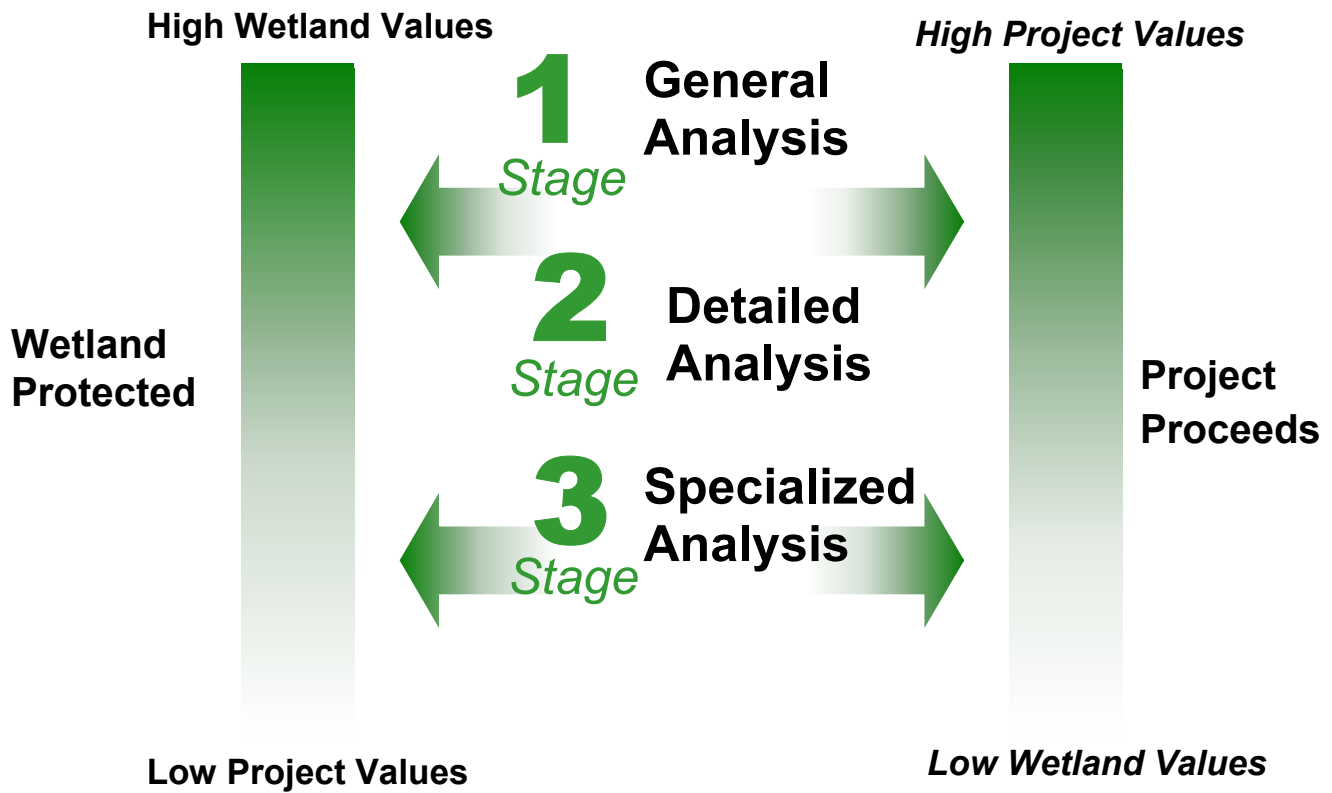 High Wetland Values
High Project Values
1
Stage
General
Analysis
2
Stage
Detailed
Analysis
Wetland
Protected
Project
Proceeds
3
Stage
Specialized
Analysis
Low Project Values
Low Wetland Values